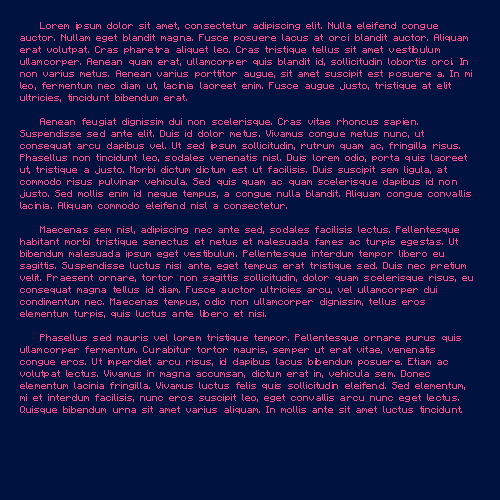 Lorem ipsum dolor sit amet, consectetur adipiscing elit. Nulla eleifend congue
auctor. Nullam eget blandit magna. Fusce posuere lacus at orci blandit auctor. Aliquam
erat volutpat. Cras pharetra aliquet leo. Cras tristique tellus sit amet vestibulum
ullamcorper. Aenean quam erat, ullamcorper quis blandit id, sollicitudin lobortis orci. In
non varius metus. Aenean varius porttitor augue, sit amet suscipit est posuere a. In mi
leo, fermentum nec diam ut, lacinia laoreet enim. Fusce augue justo, tristique at elit
ultricies, tincidunt bibendum erat.
Aenean feugiat dignissim dui non scelerisque. Cras vitae rhoncus sapien.
Suspendisse sed ante elit. Duis id dolor metus. Vivamus congue metus nunc, ut
consequat arcu dapibus vel. Ut sed ipsum sollicitudin, rutrum quam ac, fringilla risus.
Phasellus non tincidunt leo, sodales venenatis nisl. Duis lorem odio, porta quis laoreet
ut, tristique a justo. Morbi dictum dictum est ut facilisis. Duis suscipit sem ligula, at
commodo risus pulvinar vehicula. Sed quis quam ac quam scelerisque dapibus id non
justo. Sed mollis enim id neque tempus, a congue nulla blandit. Aliquam congue convallis
lacinia. Aliquam commodo eleifend nisl a consectetur.
Maecenas sem nisl, adipiscing nec ante sed, sodales facilisis lectus. Pellentesque
habitant morbi tristique senectus et netus et malesuada fames ac turpis egestas. Ut
bibendum malesuada ipsum eget vestibulum. Pellentesque interdum tempor libero eu
sagittis. Suspendisse luctus nisi ante, eget tempus erat tristique sed. Duis nec pretium
velit. Praesent ornare, tortor non sagittis sollicitudin, dolor quam scelerisque risus, eu
consequat magna tellus id diam. Fusce auctor ultricies arcu, vel ullamcorper dui
condimentum nec. Maecenas tempus, odio non ullamcorper dignissim, tellus eros
elementum turpis, quis luctus ante libero et nisi.
Phasellus sed mauris vel lorem tristique tempor. Pellentesque ornare purus quis
ullamcorper fermentum. Curabitur tortor mauris, semper ut erat vitae, venenatis
congue eros. Ut imperdiet arcu risus, id dapibus lacus bibendum posuere. Etiam ac
volutpat lectus. Vivamus in magna accumsan, dictum erat in, vehicula sem. Donec
elementum lacinia fringilla. Vivamus luctus felis quis sollicitudin eleifend. Sed elementum,
mi et interdum facilisis, nunc eros suscipit leo, eget convallis arcu nunc eget lectus.
Quisque bibendum urna sit amet varius aliquam. In mollis ante sit amet luctus tincidunt